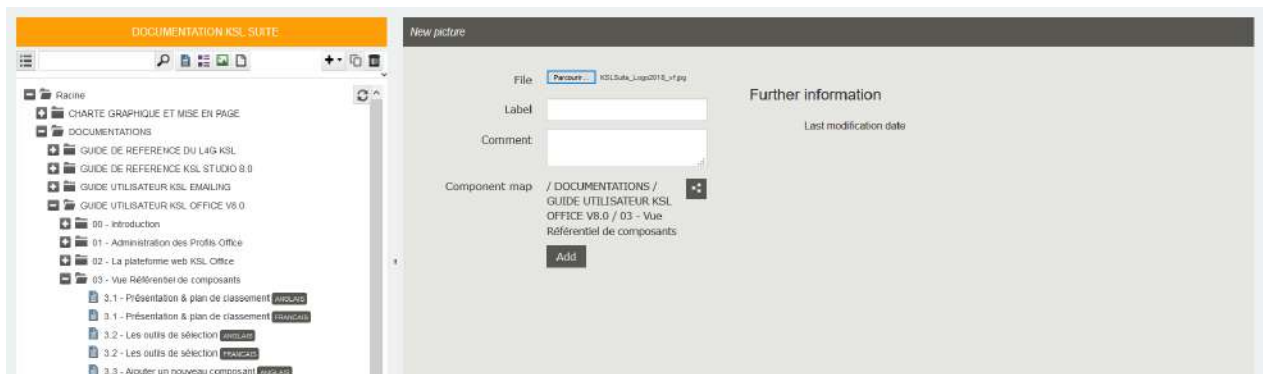 DOCUMENTATION KSL SUITE
New picture
Racine
CHARTE GRAPHIQUE ET MISE EN PAGE
DOCUMENTATIONS
GUIDE DE REFERENCE DU L4G KSL
GUIDE DE REFERENCE KSL STUDIO 8.0
GUIDE UTILISATEUR KSL EMAILING
GUIDE UTILISATEUR KSL OFFICE V8.0
00 - Introduction
01 - Administration des Profils Office
02 - La plateforme web KSL Office
03 - Vue Référentiel de composants
3.1 - Présentation & plan de classement ANGLAIS
3.1 - Présentation & plan de classement FRANCAIS
3.2 - Les outils de sélection ANGLAIS
3.2 - Les outils de sélection FRANCAIS
3.3 - Ajouter un nouveau composant ANGLAIS
File Parcourir... KSLSuite_Logo2018_vf.jpg
Label
Comment
Component map / DOCUMENTATIONS /
GUIDE UTILISATEUR KSL
OFFICE V8.0 / 03 - Vue
Référentiel de composants
Add
Further information
Last modification date